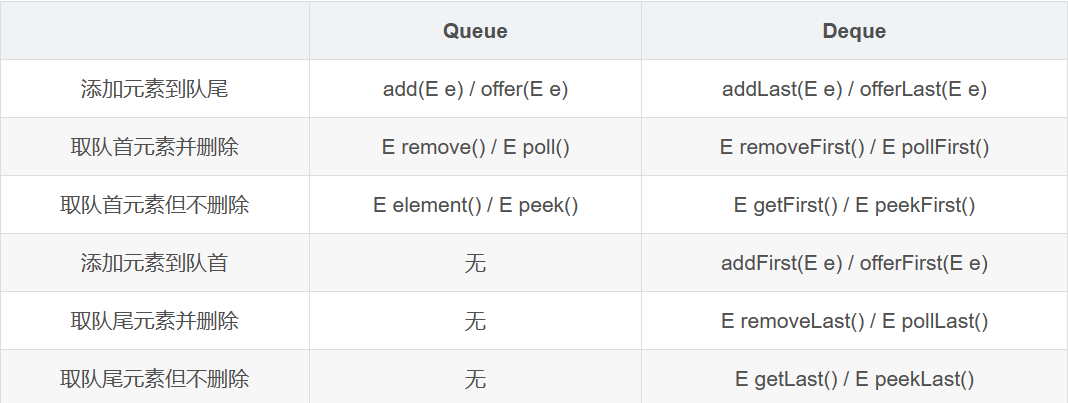 Queue Deque
添加元素到队尾 add(E e) / offer(E e) addLast(E e) / offerLast(E e)
取队首元素并删除 E remove() / E poll() E removeFirst() / E pollFirst()
取队首元素但不删除 E element() / E peek() E getFirst() / E peekFirst()
添加元素到队首 无 addFirst(E e) / offerFirst(E e)
取队尾元素并删除 无 E removeLast() / E pollLast()
取队尾元素但不删除 无 E getLast() / E peekLast()